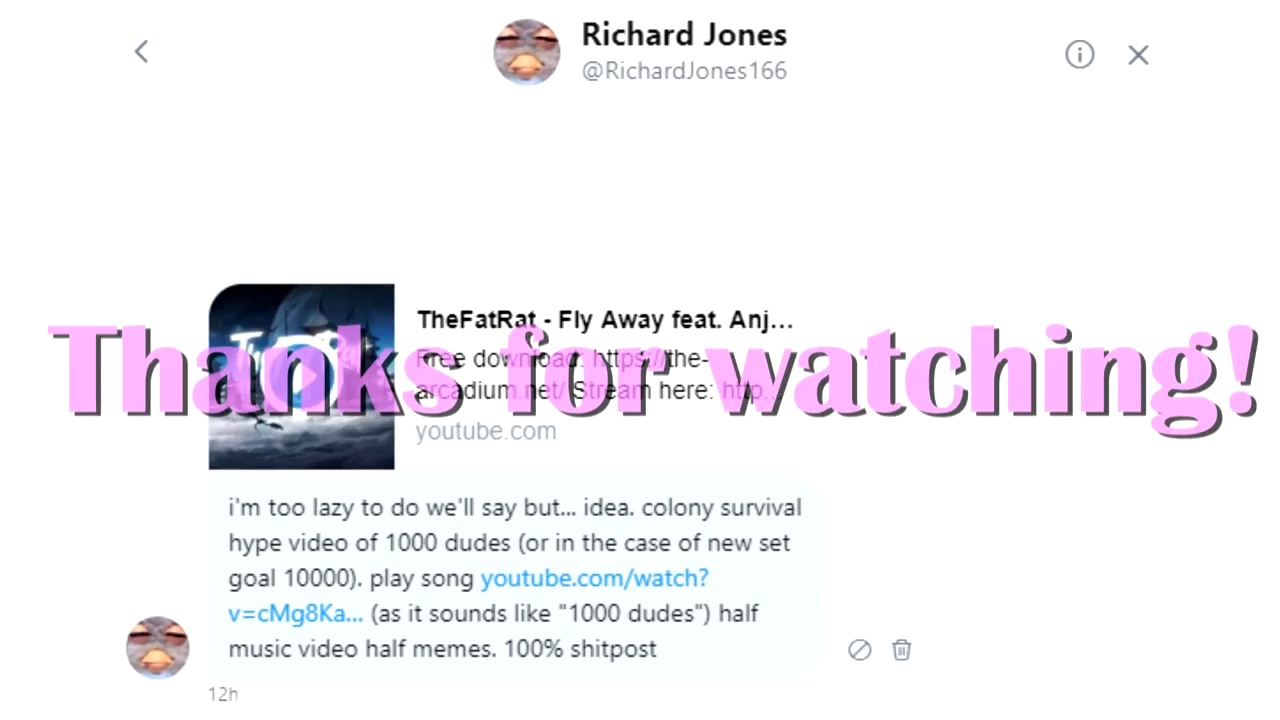 Richard Jones
@RichardJones166
TheFatRat - Fly Away feat. Anj...
Free download: https://the-
arcadium.net/ Stream here: http...
youtube.com
Thanks for watching!
i'm too lazy to do we'll say but... idea. colony survival
hype video of 1000 dudes (or in the case of new set
goal 10000). play song youtube.com/watch?
v=cMg8Ka... (as it sounds like "1000 dudes") half
music video half memes. 100% shitpost
12h